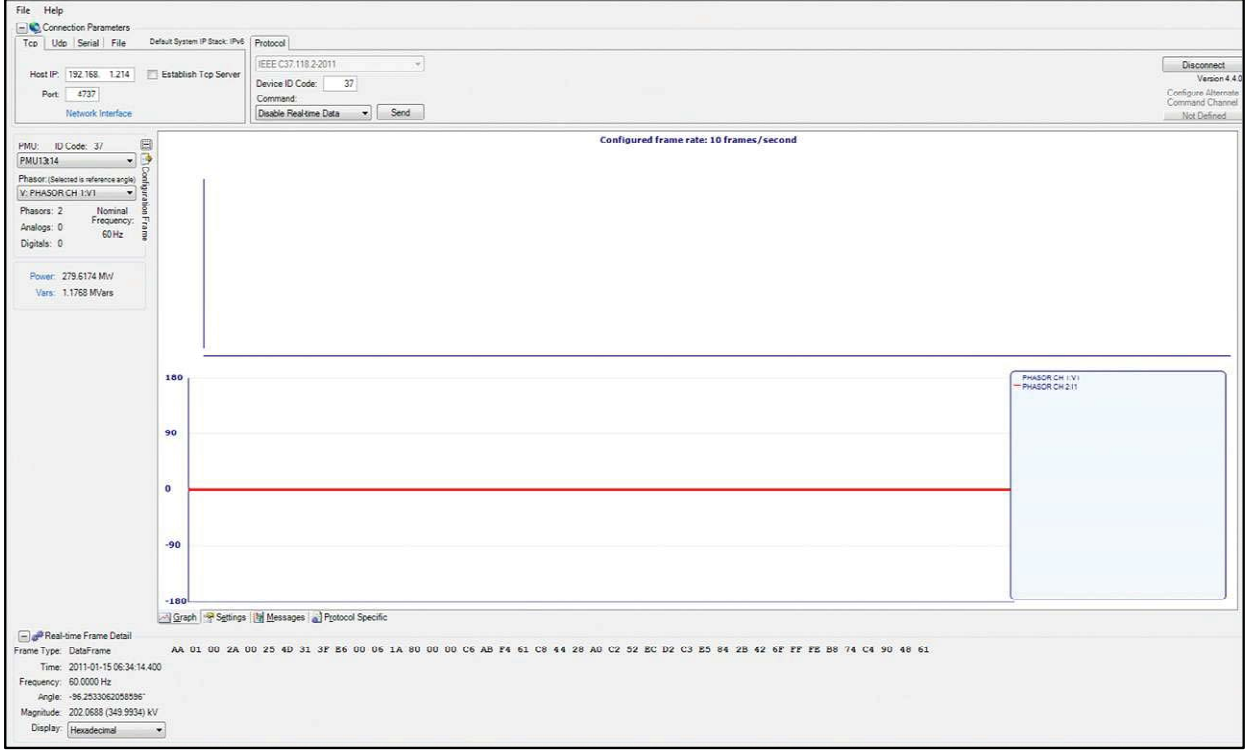 File Help
Connection Parameters
Tcp Udp Serial File Default System IP Stack: IPv6 Protocol
Host IP: 192.168. 1.214 Establish Tcp Server
Port: 4737
Network Interface
IEEE C37.118.2-2011
Device ID Code: 37
Command:
Disable Real-time Data Send
Disconnect
Version 4.4.0
Configure Alternate
Command Channel
Not Defined
PMU: ID Code: 37
PMU13:14
Phasor: (Selected is reference angle)
V: PHASOR CH 1:V1
Phasors: 2 Nominal
Frequency:
Analogs: 0 60 Hz
Digitals: 0
Configuration Frame
Power: 279.6174 MW
Vars: 1.1768 MVars
Configured frame rate: 10 frames/second
180
90
0
-90
-180
PHASOR CH 1:V1
PHASOR CH 2:I1
Graph Settings Messages Protocol Specific
Real-time Frame Detail
Frame Type: DataFrame AA 01 00 2A 00 25 4D 31 3F E6 00 06 1A 80 00 00 C6 AB F4 61 C8 44 28 A0 C2 52 EC D2 C3 E5 84 2B 42 6F FF FE B8 74 C4 90 48 61
Time: 2011-01-15 06:34:14.400
Frequency: 60.0000 Hz
Angle: -96.2533062058596°
Magnitude: 202.0688 (349.9934) kV
Display: Hexadecimal